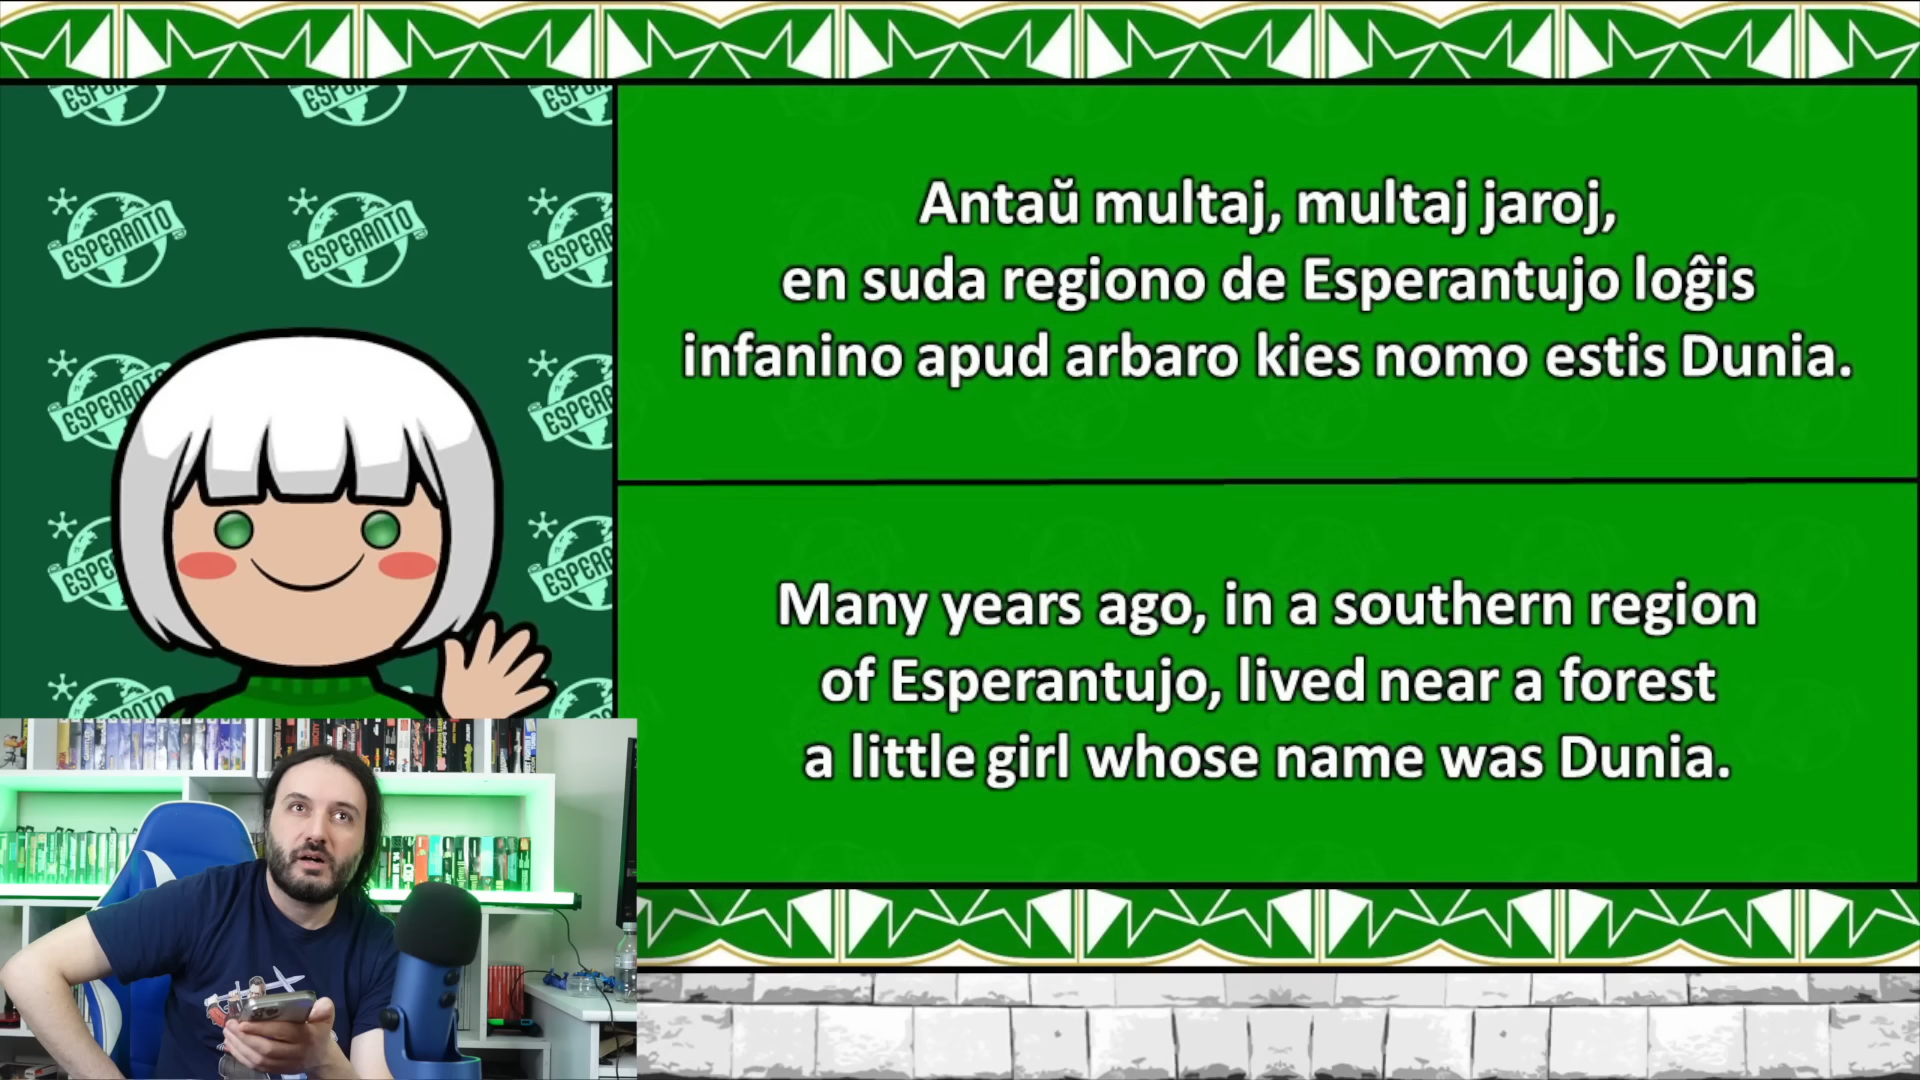 ESPERANTO
ESPERANTO
Antaŭ multaj, multaj jaroj,
en suda regiono de Esperantujo loĝis
infanino apud arbaro kies nomo estis Dunia.
Many years ago, in a southern region
of Esperantujo, lived near a forest
a little girl whose name was Dunia.